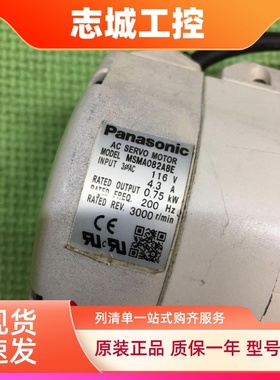 志城工控
Panasonic
AC SERVO MOTOR
MODEL MSMA082A8E
INPUT 3ØAC 116 V
4.3 A
RATED OUTPUT 0.75 kW
RATED FREQ. 200 Hz
RATED REV. 3000 r/min
现货
速发
列清单一站式购齐服务
原装正品 质保一年 型号